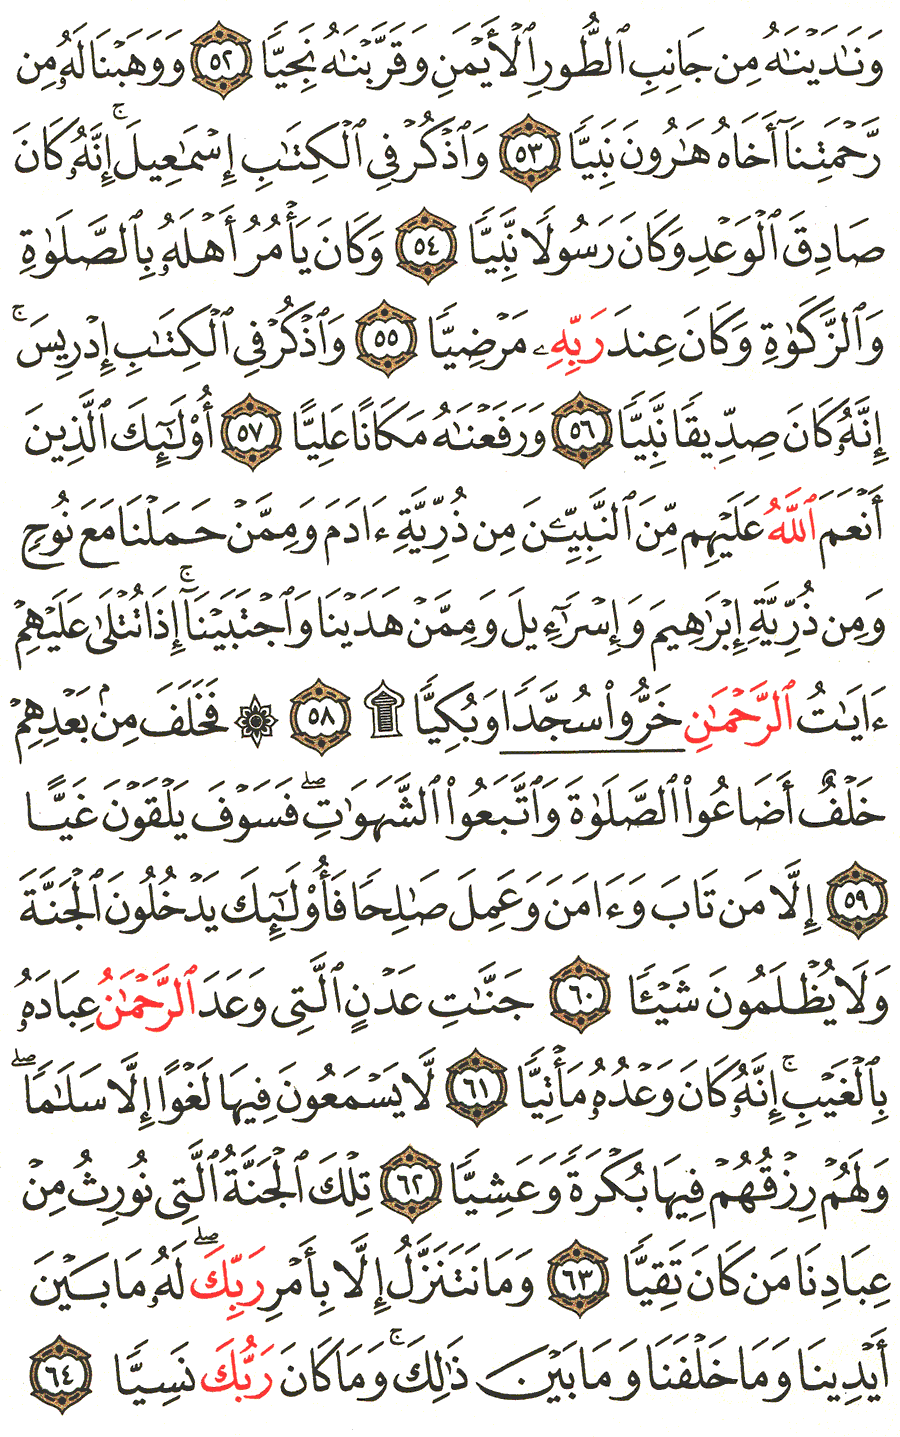 وَنَـٰدَيْنَـٰهُ مِن جَانِبِ ٱلطُّورِ ٱلْأَيْمَنِ وَقَرَّبْنَـٰهُ نَجِيًّا ٥٢ وَوَهَبْنَا لَهُۥ مِن
رَّحْمَتِنَآ أَخَاهُ هَـٰرُونَ نَبِيًّا ٥٣ وَٱذْكُرْ فِى ٱلْكِتَـٰبِ إِسْمَـٰعِيلَ ۚ إِنَّهُۥ كَانَ
صَادِقَ ٱلْوَعْدِ وَكَانَ رَسُولًا نَّبِيًّا ٥٤ وَكَانَ يَأْمُرُ أَهْلَهُۥ بِٱلصَّلَوٰةِ
وَٱلزَّكَوٰةِ وَكَانَ عِندَ رَبِّهِۦ مَرْضِيًّا ٥٥ وَٱذْكُرْ فِى ٱلْكِتَـٰبِ إِدْرِيسَ ۚ
إِنَّهُۥ كَانَ صِدِّيقًا نَّبِيًّا ٥٦ وَرَفَعْنَـٰهُ مَكَانًا عَلِيًّا ٥٧ أُو۟لَـٰٓئِكَ ٱلَّذِينَ
أَنْعَمَ ٱللَّهُ عَلَيْهِم مِّنَ ٱلنَّبِيِّـۧنَ مِن ذُرِّيَّةِ ءَادَمَ وَمِمَّنْ حَمَلْنَا مَعَ نُوحٍ
وَمِن ذُرِّيَّةِ إِبْرَٰهِيمَ وَإِسْرَٰٓءِيلَ وَمِمَّنْ هَدَيْنَا وَٱجْتَبَيْنَآ ۚ إِذَا تُتْلَىٰ عَلَيْهِمْ
ءَايَـٰتُ ٱلرَّحْمَـٰنِ خَرُّوا۟ سُجَّدًا وَبُكِيًّا ۩ ٥٨ ۞ فَخَلَفَ مِنۢ بَعْدِهِمْ
خَلْفٌ أَضَاعُوا۟ ٱلصَّلَوٰةَ وَٱتَّبَعُوا۟ ٱلشَّهَوَٰتِ ۖ فَسَوْفَ يَلْقَوْنَ غَيًّا
٥٩ إِلَّا مَن تَابَ وَءَامَنَ وَعَمِلَ صَـٰلِحًا فَأُو۟لَـٰٓئِكَ يَدْخُلُونَ ٱلْجَنَّةَ
وَلَا يُظْلَمُونَ شَيْـًٔا ٦٠ جَنَّـٰتِ عَدْنٍ ٱلَّتِى وَعَدَ ٱلرَّحْمَـٰنُ عِبَادَهُۥ
بِٱلْغَيْبِ ۚ إِنَّهُۥ كَانَ وَعْدُهُۥ مَأْتِيًّا ٦١ لَّا يَسْمَعُونَ فِيهَا لَغْوًا إِلَّا سَلَـٰمًا ۖ
وَلَهُمْ رِزْقُهُمْ فِيهَا بُكْرَةً وَعَشِيًّا ٦٢ تِلْكَ ٱلْجَنَّةُ ٱلَّتِى نُورِثُ مِنْ
عِبَادِنَا مَن كَانَ تَقِيًّا ٦٣ وَمَا نَتَنَزَّلُ إِلَّا بِأَمْرِ رَبِّكَ ۖ لَهُۥ مَا بَيْنَ
أَيْدِينَا وَمَا خَلْفَنَا وَمَا بَيْنَ ذَٰلِكَ ۚ وَمَا كَانَ رَبُّكَ نَسِيًّا ٦٤